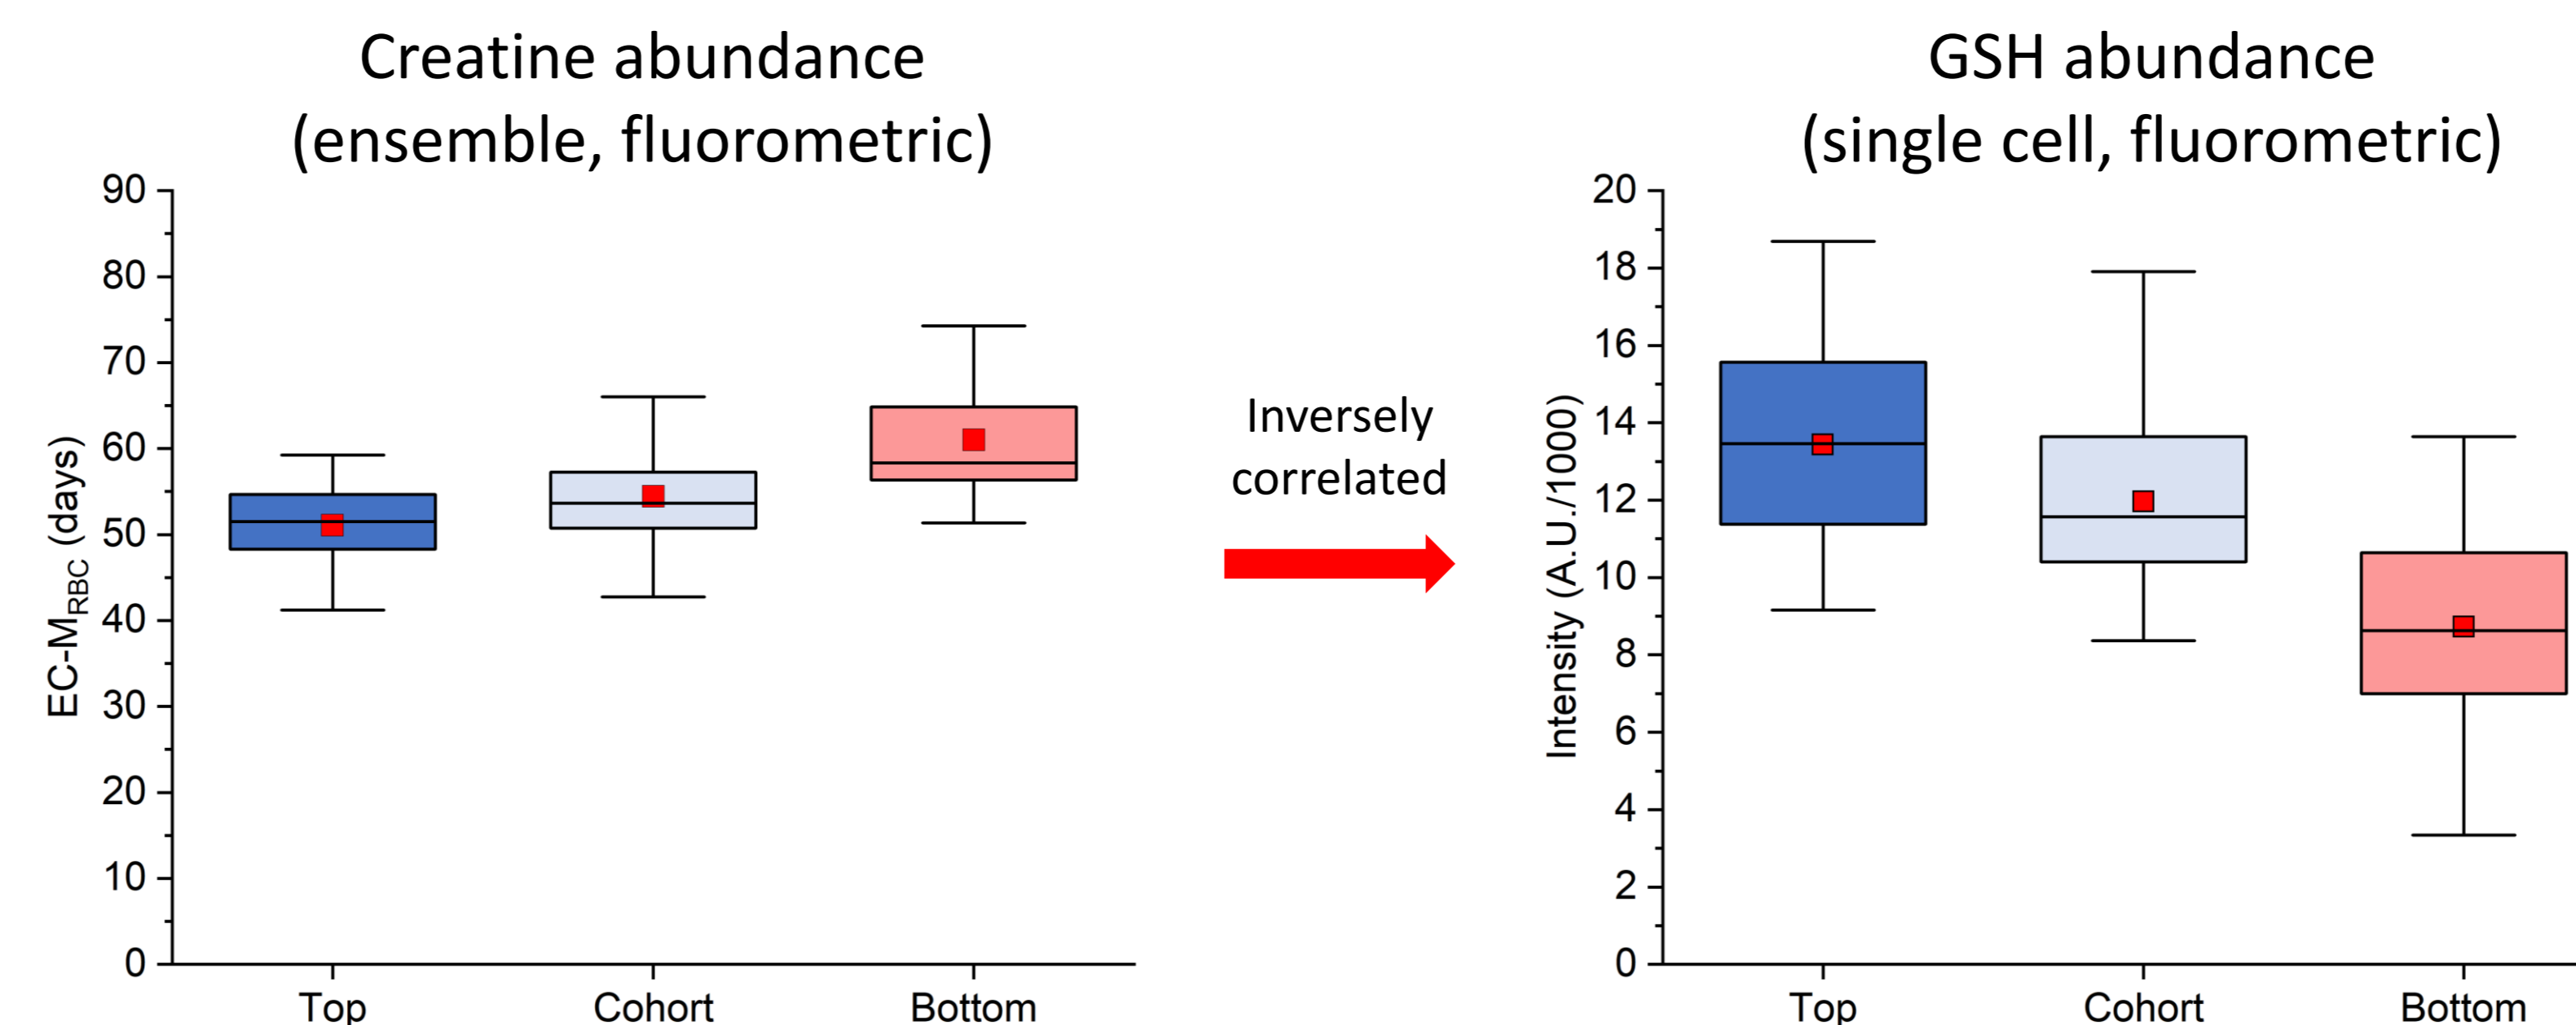 Creatine abundance
(ensemble, fluorometric)
90
80
70
60
50
40
30
20
10
0
EC-M_RBC (days)
Top
Cohort
Bottom
Inversely
correlated
GSH abundance
(single cell, fluorometric)
20
18
16
14
12
10
8
6
4
2
0
Intensity (A.U./1000)
Top
Cohort
Bottom